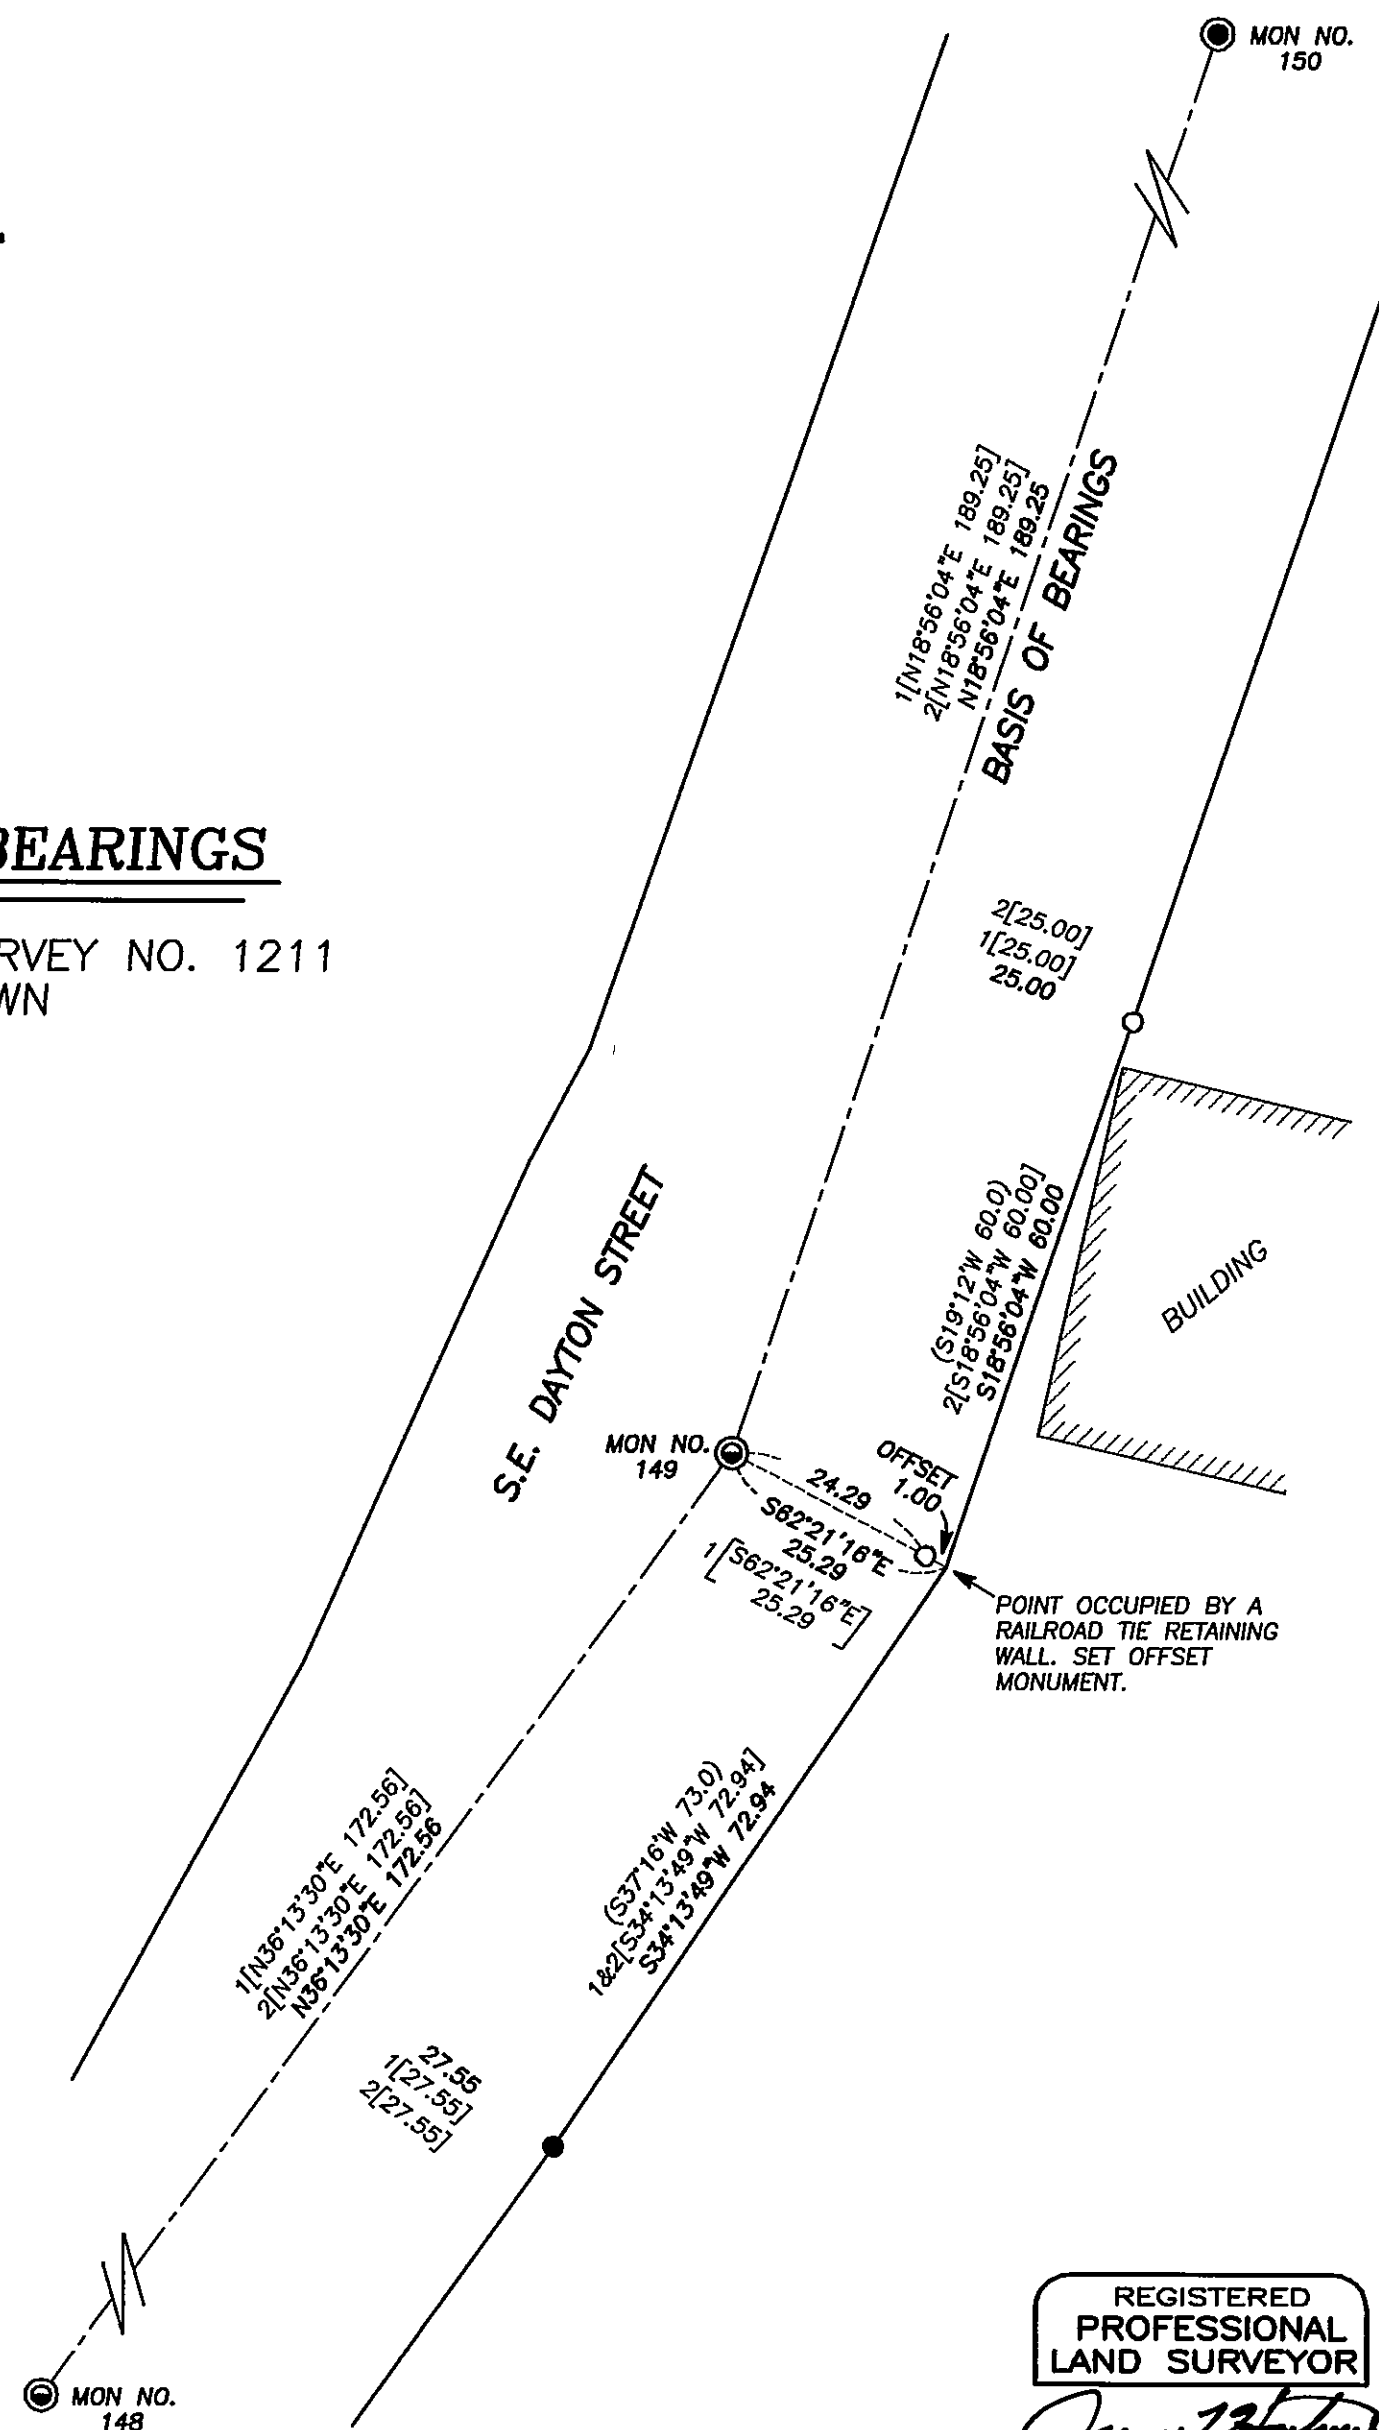 MON NO.
150
1[N18°56'04"E 189.25]
2[N18°56'04"E 189.25]
N18°56'04"E 189.25
BASIS OF BEARINGS
BEARINGS
RVEY NO. 1211
WN
2[25.00]
1[25.00]
25.00
S.E. DAYTON STREET
(S19°12'W 60.0)
2[S18°56'04"W 60.00]
S18°56'04"W 60.00
BUILDING
MON NO.
149
OFFSET
1.00
24.29
S62°21'16"E
25.29
1[S62°21'16"E
25.29]
POINT OCCUPIED BY A
RAILROAD TIE RETAINING
WALL. SET OFFSET
MONUMENT.
1[N36°13'30"E 172.56]
2[N36°13'30"E 172.56]
N36°13'30"E 172.56
(S37°16'W 73.0)
1&2[S34°13'49"W 72.94]
S34°13'49"W 72.94
27.55
1[27.55]
2[27.55]
MON NO.
148
REGISTERED
PROFESSIONAL
LAND SURVEYOR